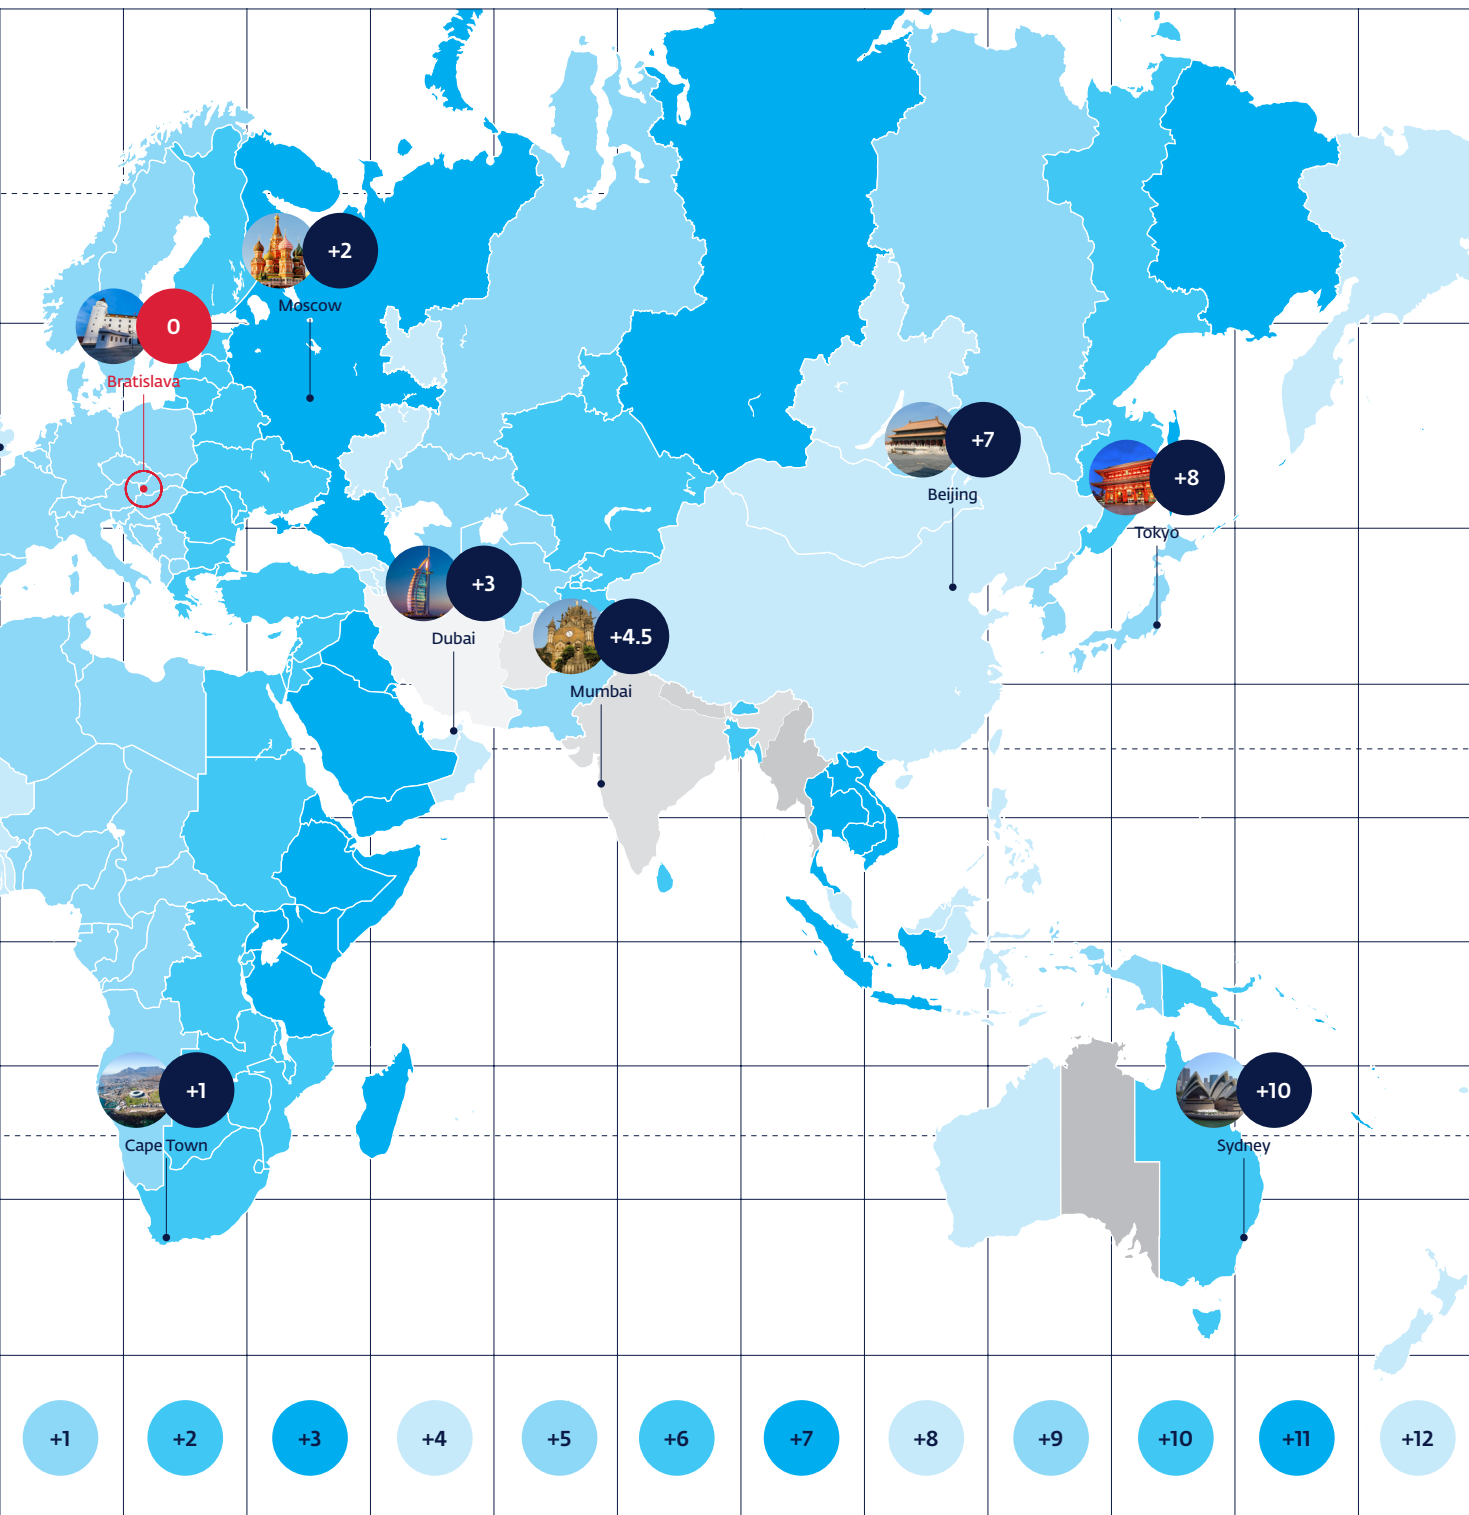 +2
Moscow
0
Bratislava
+7
Beijing
+8
Tokyo
+3
Dubai
+4.5
Mumbai
+1
Cape Town
+10
Sydney
+1
+2
+3
+4
+5
+6
+7
+8
+9
+10
+11
+12